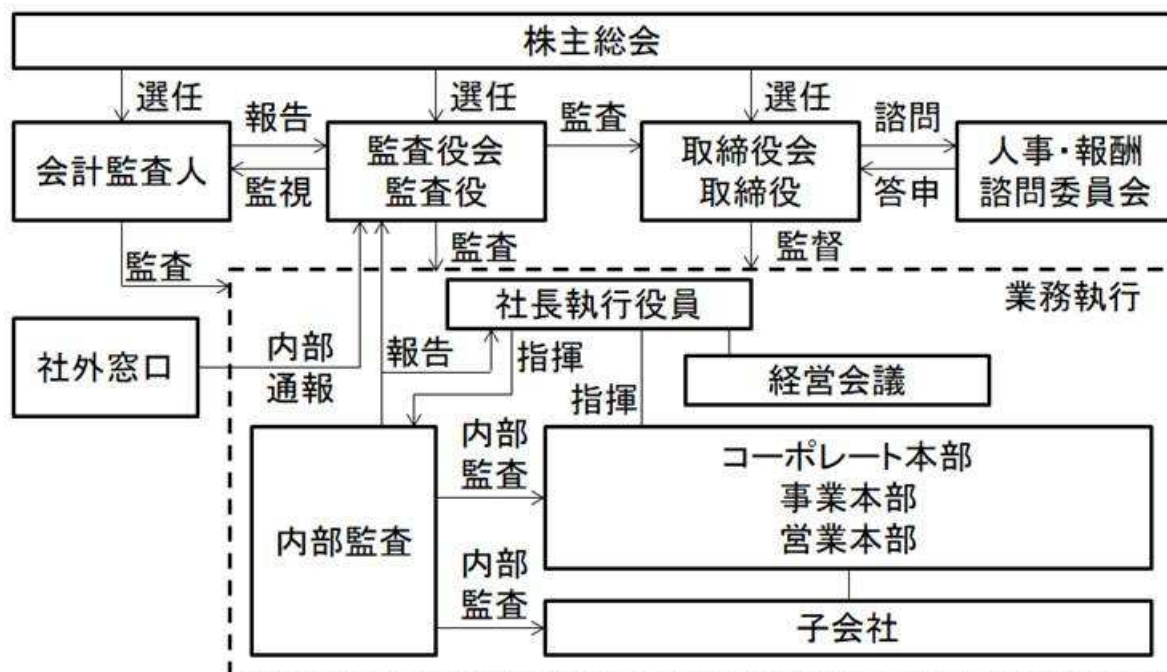 株主総会
選任
選任
選任
報告
監査
諮問
会計監査人
監査役会
監査役
取締役会
取締役
人事・報酬
諮問委員会
監視
答申
監査
監査
監督
業務執行
社長執行役員
社外窓口
内部
通報
報告
指揮
指揮
経営会議
内部監査
内部
監査
コーポレート本部
事業本部
営業本部
内部
監査
子会社